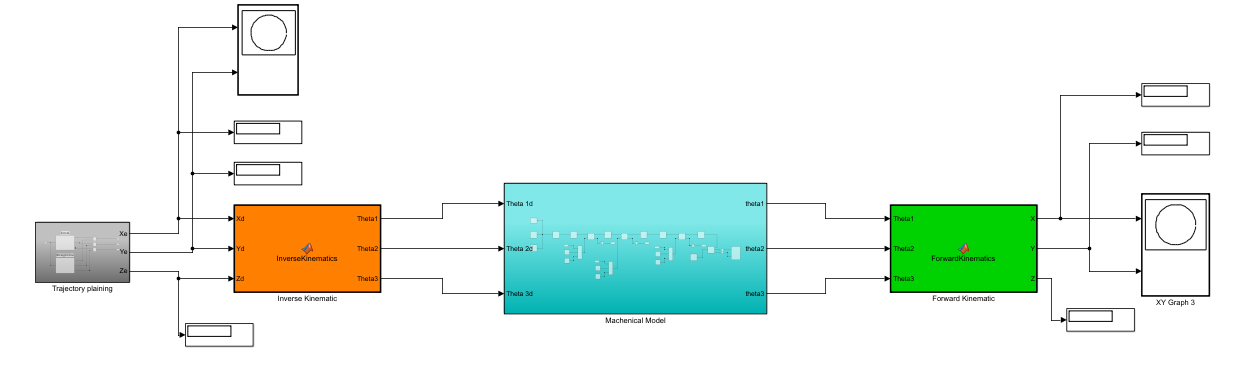 Xe
Ye
Ze
Trajectory plaining
Xd
Yd
Zd
InverseKinematics
Theta1
Theta2
Theta3
Inverse Kinematic
Theta 1d
Theta 2d
Theta 3d
theta1
theta2
theta3
Machenical Model
Theta1
Theta2
Theta3
ForwardKinematics
X
Y
Z
Forward Kinematic
XY Graph 3